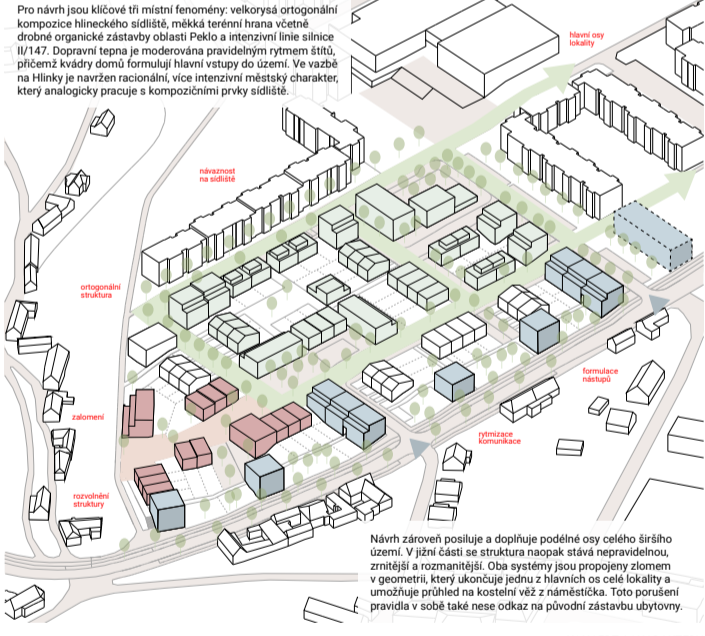 Pro návrh jsou klíčové tři místní fenomény: velkorysá ortogonální
kompozice hlineckého sídliště, měkká terénní hrana včetně
drobné organické zástavby oblasti Peklo a intenzivní linie silnice
II/147. Dopravní tepna je moderována pravidelným rytmem štítů,
přičemž kvádry domů formulují hlavní vstupy do území. Ve vazbě
na Hlinky je navržen racionální, více intenzivní městský charakter,
který analogicky pracuje s kompozičními prvky sídliště.
hlavní osy
lokality
návaznost
na sídliště
ortogonální
struktura
zalomení
rozvolnění
struktury
formulace
nástupů
rytmizace
komunikace
Návrh zároveň posiluje a doplňuje podélné osy celého širšího
území. V jižní části se struktura naopak stává nepravidelnou,
zrnitější a rozmanitější. Oba systémy jsou propojeny zlomem
v geometrii, který ukončuje jednu z hlavních os celé lokality a
umožňuje průhled na kostelní věž z náměstíčka. Toto porušení
pravidla v sobě také nese odkaz na původní zástavbu ubytovny.